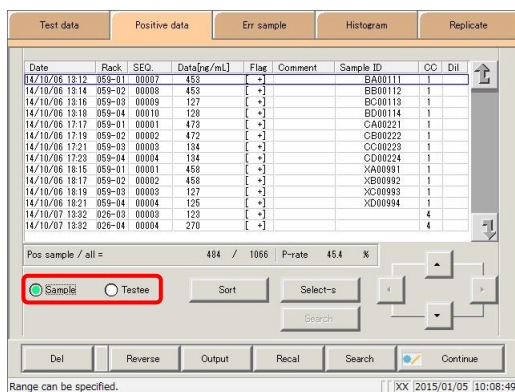 Test data Positive data Err sample Histogram Replicate
Date Rack SEQ. Data[ng/mL] Flag Comment Sample ID CC Dil
14/10/06 13:12 059-01 00007 453 [ +] BA00111 1
14/10/06 13:14 059-02 00008 453 [ +] BB00112 1
14/10/06 13:16 059-03 00009 127 [ +] BC00113 1
14/10/06 13:18 059-04 00010 128 [ +] BD00114 1
14/10/06 17:17 059-01 00001 473 [ +] CA00221 1
14/10/06 17:19 059-02 00002 472 [ +] CB00222 1
14/10/06 17:21 059-03 00003 134 [ +] CC00223 1
14/10/06 17:23 059-04 00004 134 [ +] CD00224 1
14/10/06 18:15 059-01 00001 458 [ +] XA00991 1
14/10/06 18:17 059-02 00002 458 [ +] XB00992 1
14/10/06 18:19 059-03 00003 127 [ +] XC00993 1
14/10/06 18:21 059-04 00004 125 [ +] XD00994 1
14/10/07 13:32 026-03 00003 123 [ +] 4
14/10/07 13:32 026-04 00004 270 [ +] 4
Pos sample / all = 484 / 1066 P-rate 45.4 %
Sample Testee Sort Select-s
Search
Del Reverse Output Recal Search Continue
Range can be specified. XX 2015/01/05 10:08:49